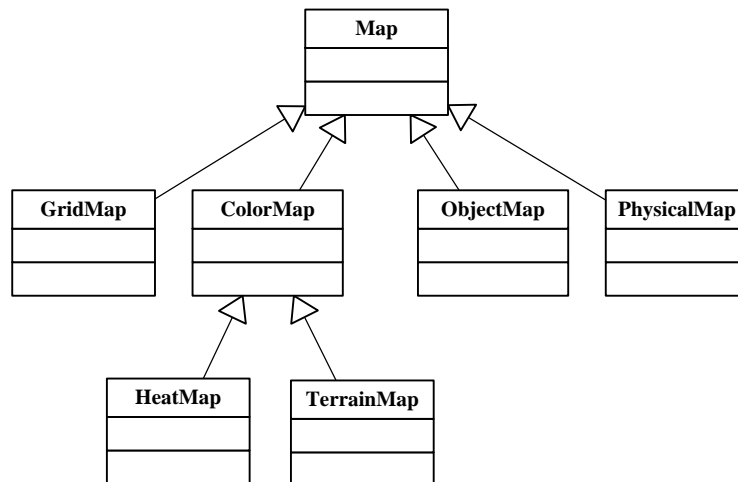 Map
GridMap
ColorMap
ObjectMap
PhysicalMap
HeatMap
TerrainMap